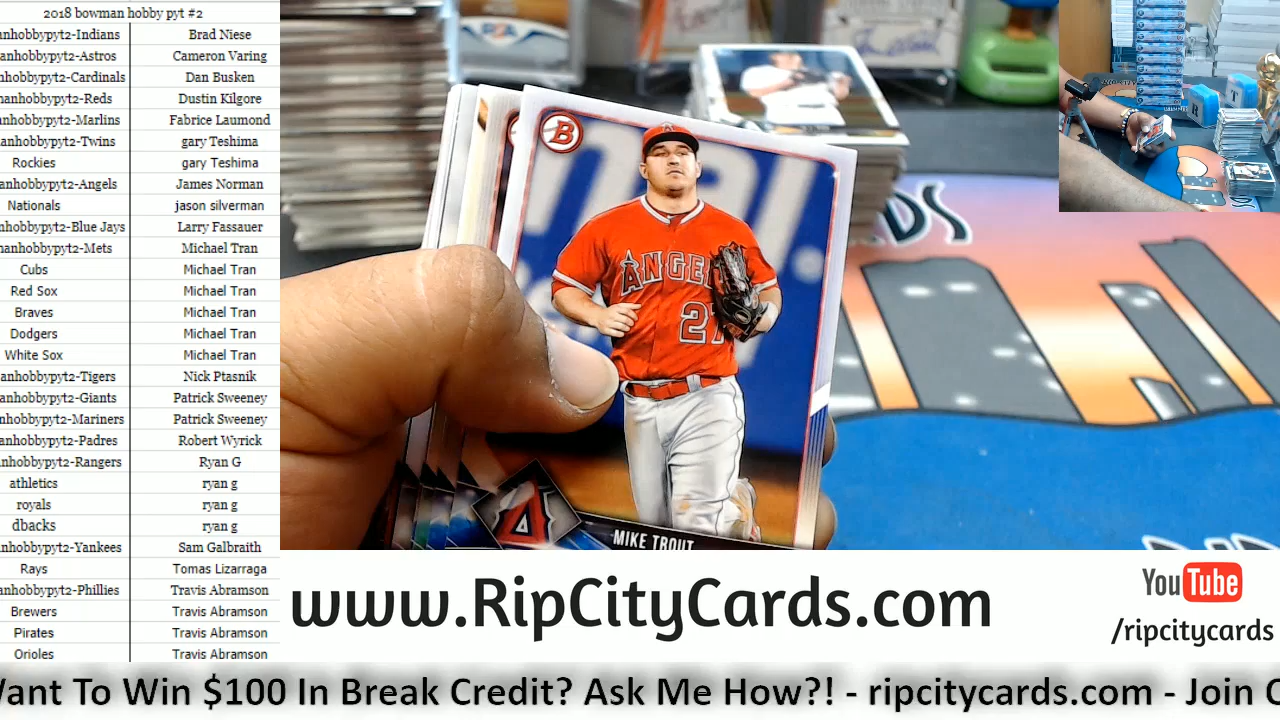 2018 bowman hobby pyt #2
anhobbypyt2-Indians Brad Niese
anhobbypyt2-Astros Cameron Varing
nhobbypyt2-Cardinals Dan Busken
manhobbypyt2-Reds Dustin Kilgore
anhobbypyt2-Marlins Fabrice Laumond
anhobbypyt2-Twins gary Teshima
Rockies gary Teshima
anhobbypyt2-Angels James Norman
Nationals jason silverman
nhobbypyt2-Blue Jays Larry Fassauer
manhobbypyt2-Mets Michael Tran
Cubs Michael Tran
Red Sox Michael Tran
Braves Michael Tran
Dodgers Michael Tran
White Sox Michael Tran
anhobbypyt2-Tigers Nick Ptasnik
anhobbypyt2-Giants Patrick Sweeney
nhobbypyt2-Mariners Patrick Sweeney
anhobbypyt2-Padres Robert Wyrick
nhobbypyt2-Rangers Ryan G
athletics ryan g
royals ryan g
dbacks ryan g
nhobbypyt2-Yankees Sam Galbraith
Rays Tomas Lizarraga
anhobbypyt2-Phillies Travis Abramson
Brewers Travis Abramson
Pirates Travis Abramson
Orioles Travis Abramson
B
ANGEL
27
A
MIKE TROUT
DS
www.RipCityCards.com
YouTube
/ripcitycards
Want To Win $100 In Break Credit? Ask Me How?! - ripcitycards.com - Join